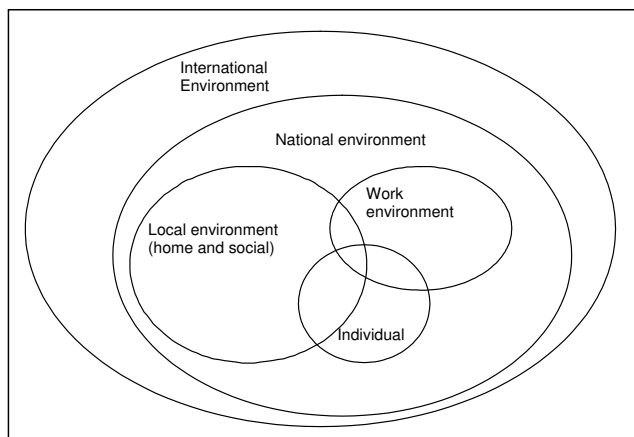 International
Environment
National environment
Work
environment
Local environment
(home and social)
Individual